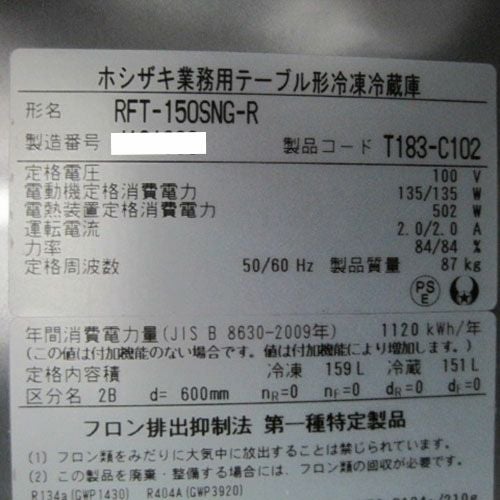 ホシザキ業務用テーブル形冷凍冷蔵庫
形名 RFT-150SNG-R
製造番号 製品コード T183-C102
定格電圧 100 V
電動機定格消費電力 135/135 W
電熱装置定格消費電力 502 W
運転電流 2.0/2.0 A
力率 84/84 %
定格周波数 50/60 Hz 製品質量 87 kg
PS E
年間消費電力量(JIS B 8630-2009年) 1120 kWh/年
(この値は付加機能のない場合です。付加機能により増加します。)
定格内容積 冷凍 159L 冷蔵 151L
区分名 2B d= 600mm nR=0 nF=0 dR=0 dF=0
フロン排出抑制法 第一種特定製品
(1) フロン類をみだりに大気中に放出することは禁じられています。
(2) この製品を廃棄・整備する場合には、フロン類の回収が必要です。
R134a(GWP1430) R404A(GWP3920)